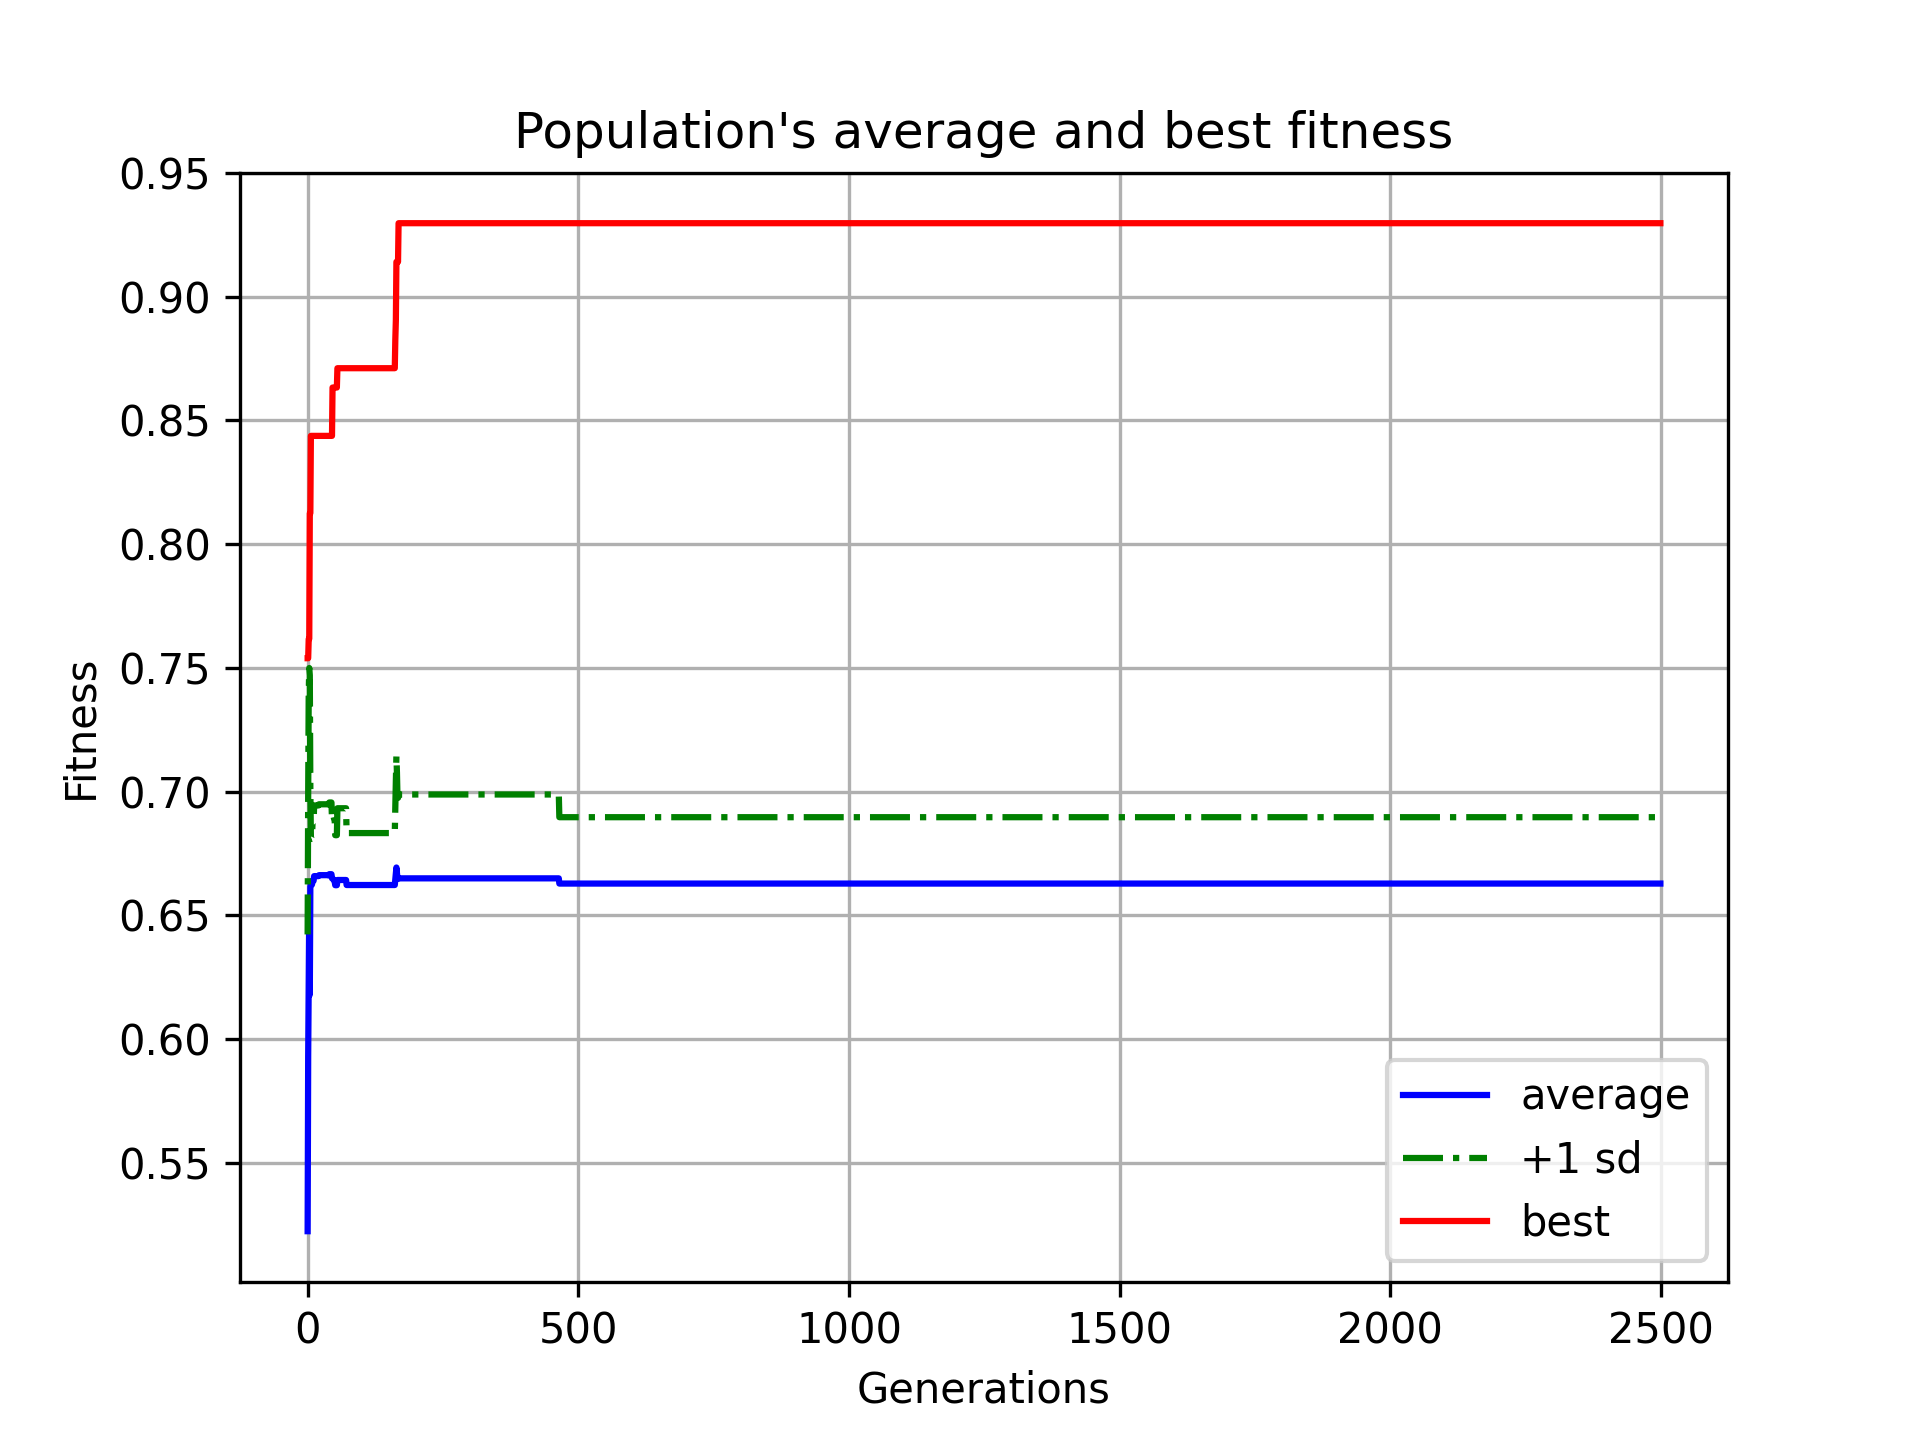 Population's average and best fitness
0.95
0.90
0.85
0.80
0.75
0.70
0.65
0.60
0.55
Fitness
0 500 1000 1500 2000 2500
Generations
average
+1 sd
best